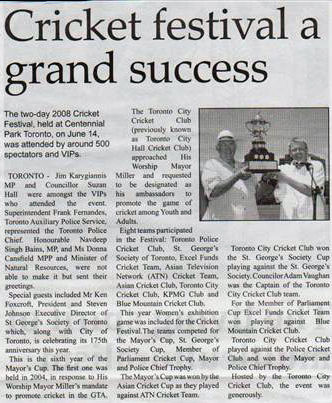 Cricket festival a
grand success
The two-day 2008 Cricket
Festival, held at Centennial
Park Toronto, on June 14,
was attended by around 500
spectators and VIPs.
TORONTO - Jim Karygiannis
MP and Councillor Suzan
Hall were amongst the VIPs
who attended the event.
Superintendent Frank Fernandes,
Toronto Auxiliary Police Service,
represented the Toronto Police
Chief. Honourable Navdeep
Singh Bains, MP, and Ms Donna
Cansfield MPP and Minister of
Natural Resources, were not
able to make it but sent their
greetings.
Special guests included Mr Ken
Foxcroft, President and Steven
Johnson Executive Director of
St George's Society of Toronto
which, along with City of
Toronto, is celebrating its 175th
anniversary this year.
This is the sixth year of the
Mayor's Cup. The first one was
held in 2004, in response to His
Worship Mayor Miller's mandate
to promote cricket in the GTA.
The Toronto City
Cricket Club
(previously known
as Toronto City
Hall Cricket Club)
approached His
Worship Mayor
Miller and requested
to be designated as
his ambassadors to
promote the game of
cricket among Youth and
Adults.
Eight teams participated
in the Festival: Toronto Police
Cricket Club, St. George's
Society of Toronto, Excel Funds
Cricket Team, Asian Television
Network (ATN) Cricket Team,
Asian Cricket Club, Toronto City
Cricket Club, KPMG Club and
Blue Mountain Cricket Club.
This year Women's exhibition
game was included for the Cricket
Festival. The teams competed for
the Mayor's Cup, St. George's
Society Cup, Member of
Parliament Cricket Cup, Mayor
and Police Chief Trophy.
The Mayor's Cup was won by the
Asian Cricket Cup as they played
against ATN Cricket Team.
Toronto City Cricket Club won
the St. George's Society Cup
playing against the St. George's
Society. Councilor Adam Vaughan
was the Captain of the Toronto
City Cricket Club team.
For the Member of Parliament
Cup Excel Funds Cricket Team
won playing against Blue
Mountain Cricket Club.
Toronto City Cricket Club
played against the Police Cricket
Club and won the Mayor and
Police Chief Trophy.
Hosted by the Toronto City
Cricket Club, the event was
generously.